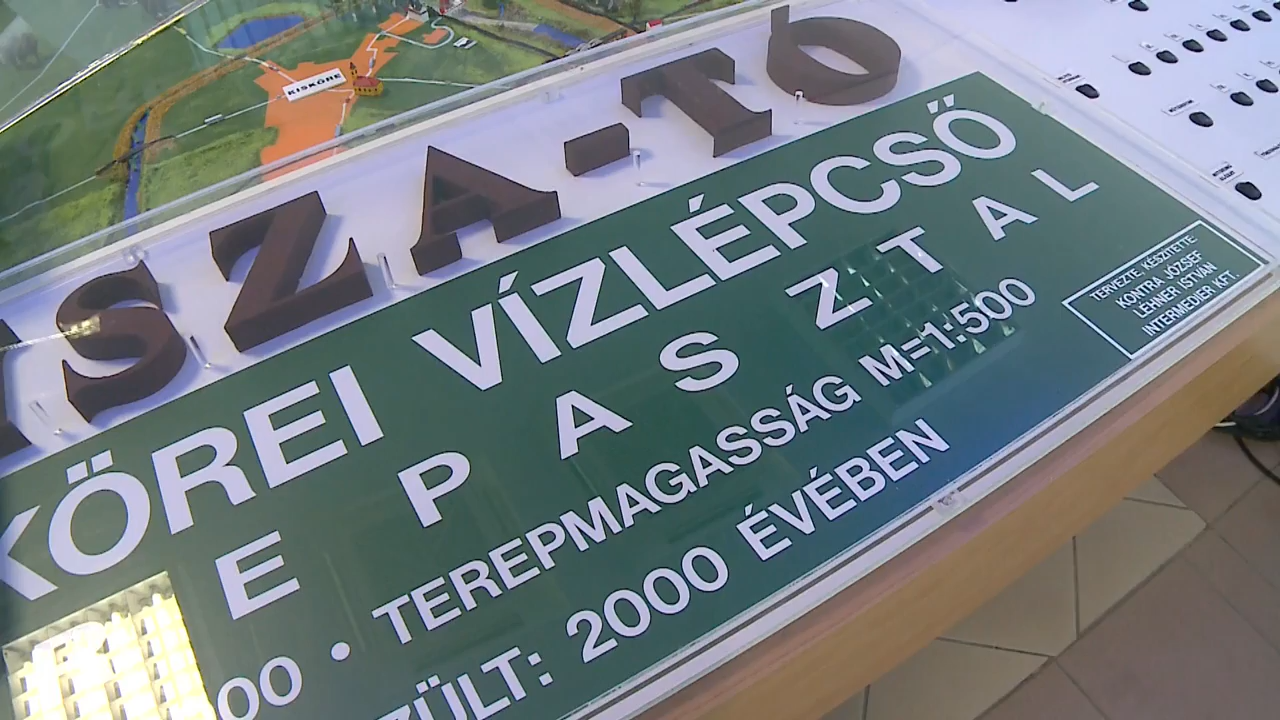 KISKÖRE
SZA-TÓ
KÖREI VÍZLÉPCSŐ
E P A S Z T A L
00 • TEREPMAGASSÁG M=1:500
ZÜLT: 2000 ÉVÉBEN
TERVEZTE, KÉSZÍTETTE:
KONTRA JÓZSEF
LEHNER ISTVÁN
INTERMEDIER KFT.